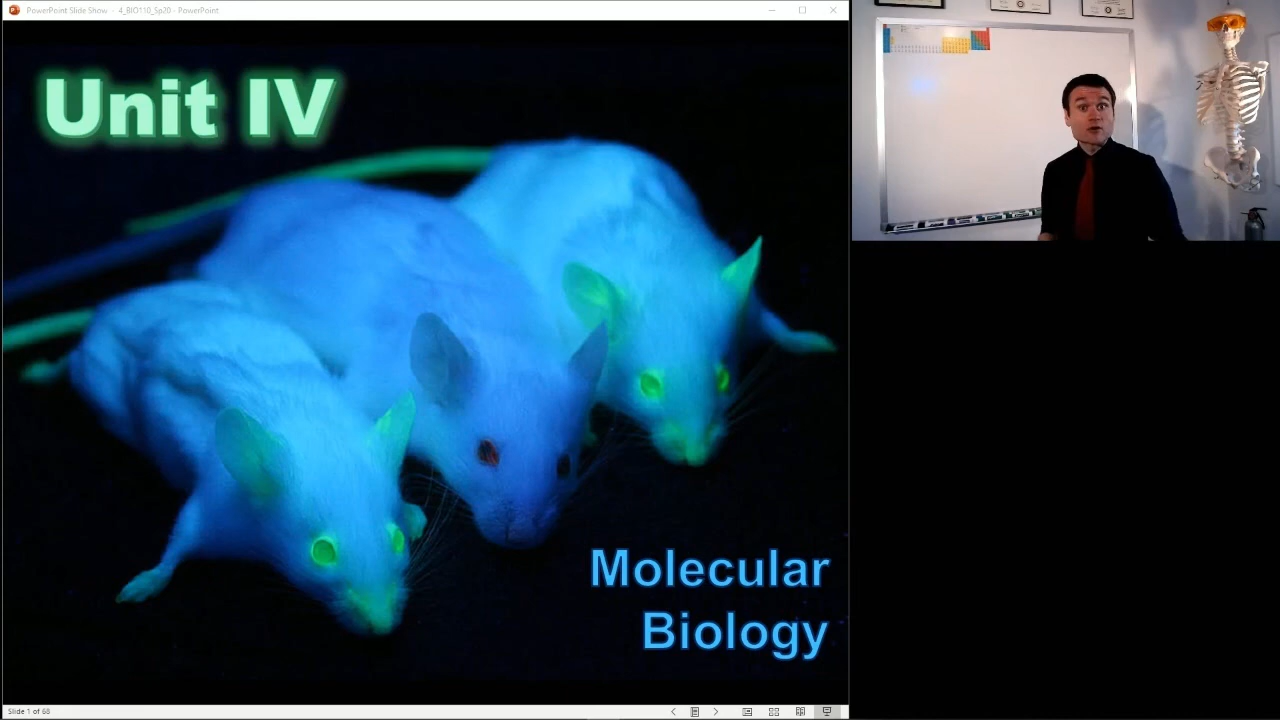 PowerPoint Slide Show - 4_BIO110_Sp20 - PowerPoint
Unit IV
Molecular
Biology
Slide 1 of 68